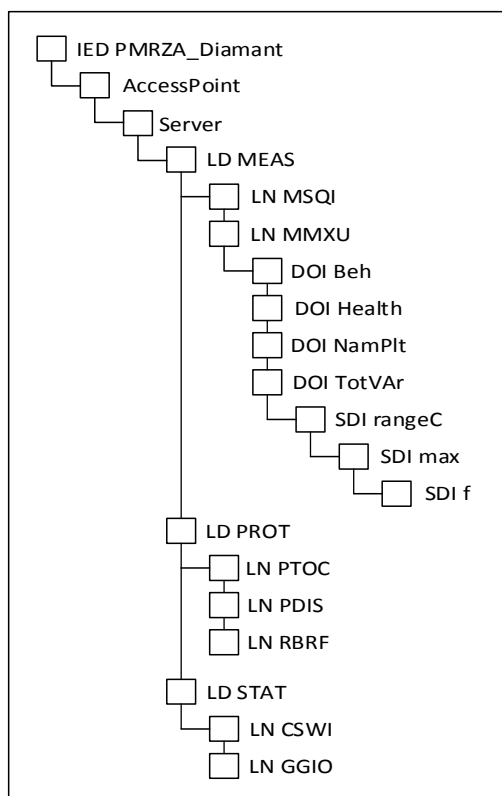 IED PMRZA_Diamant
AccessPoint
Server
LD MEAS
LN MSQI
LN MMXU
DOI Beh
DOI Health
DOI NamPlt
DOI TotVAr
SDI rangeC
SDI max
SDI f
LD PROT
LN PTOC
LN PDIS
LN RBRF
LD STAT
LN CSWI
LN GGIO